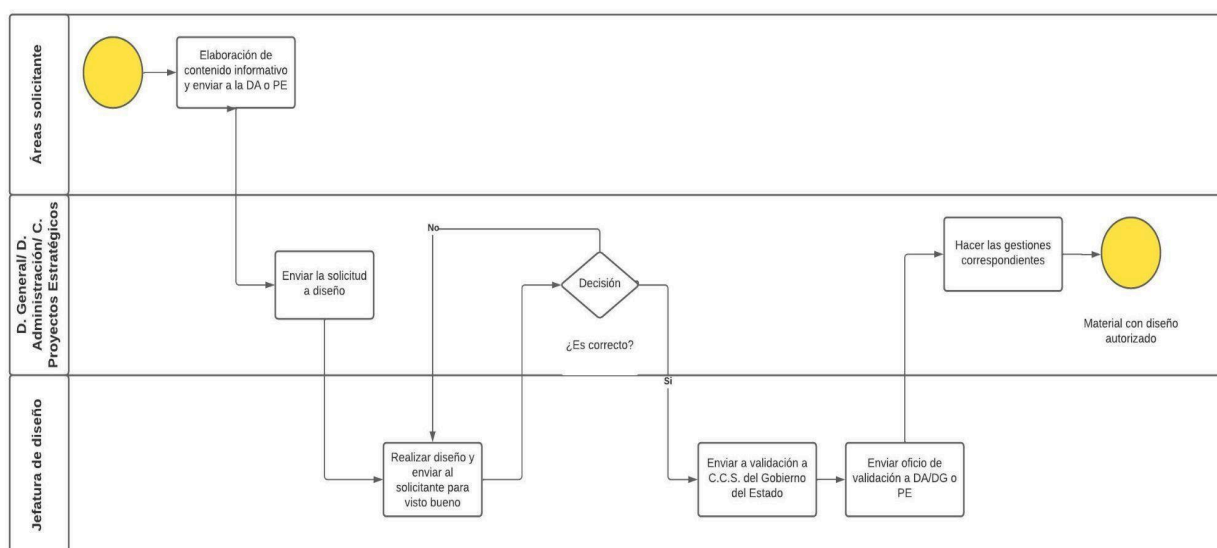 Áreas solicitante
Elaboración de
contenido informativo
y enviar a la DA o PE
D. General/ D.
Administración/ C.
Proyectos Estratégicos
Enviar la solicitud
a diseño
No
Decisión
¿Es correcto?
Si
Hacer las gestiones
correspondientes
Material con diseño
autorizado
Jefatura de diseño
Realizar diseño y
enviar al
solicitante para
visto bueno
Enviar a validación a
C.C.S. del Gobierno
del Estado
Enviar oficio de
validación a DA/DG o
PE